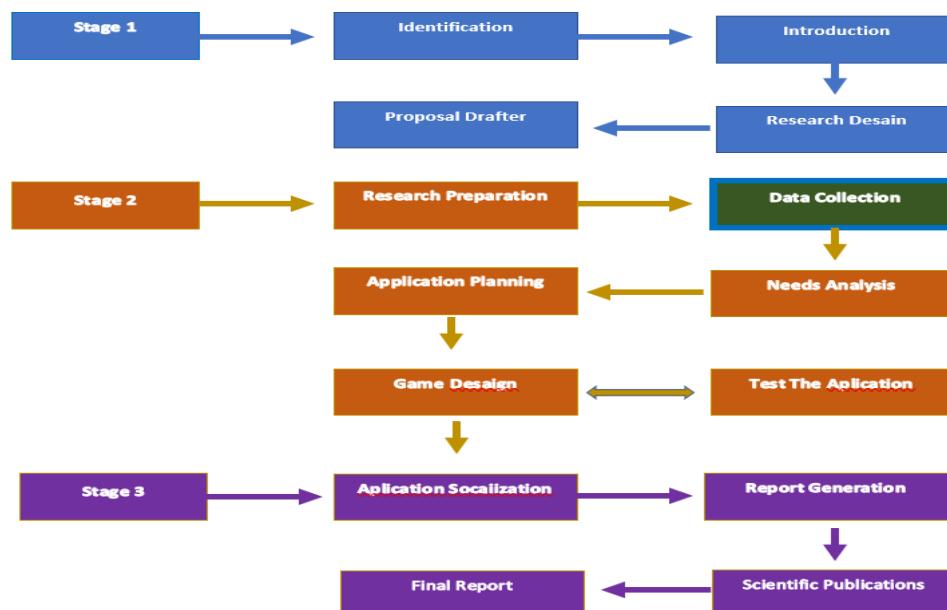 Stage 1
Identification
Introduction
Proposal Drafter
Research Desain
Stage 2
Research Preparation
Data Collection
Application Planning
Needs Analysis
Game Desaign
Test The Aplication
Stage 3
Aplication Socaiization
Report Generation
Final Report
Scientific Publications